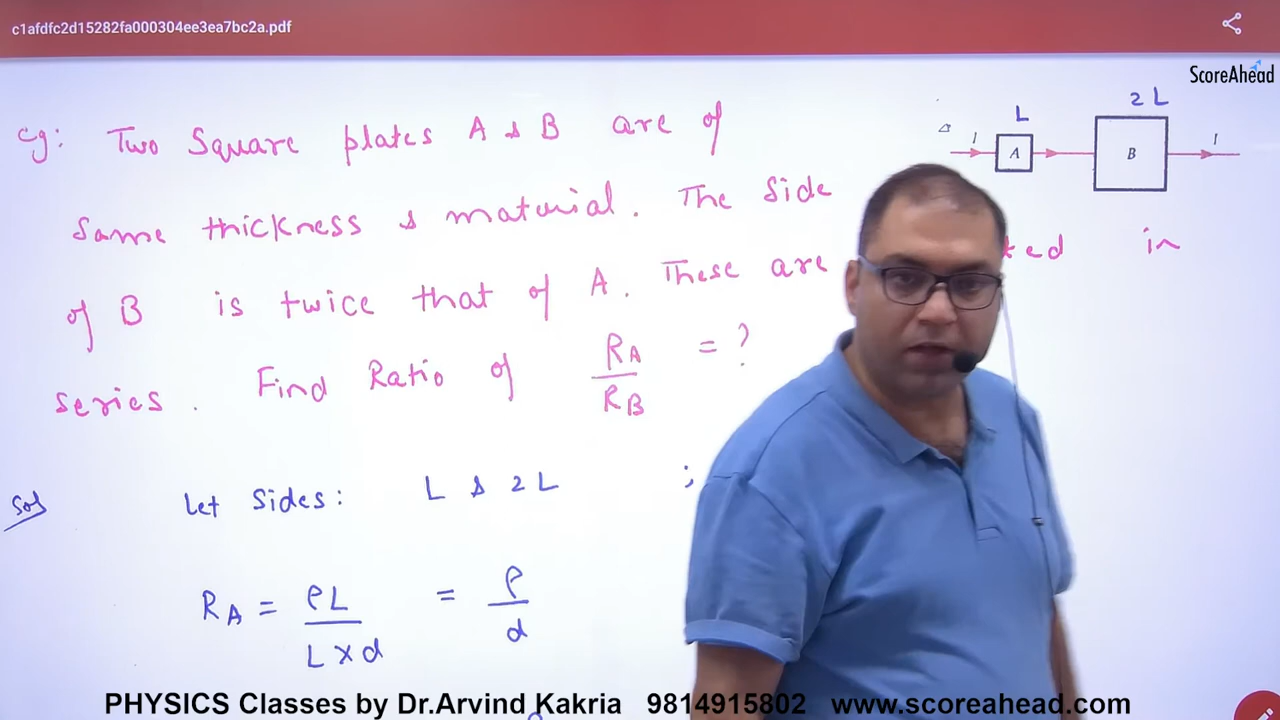 c1afdfc2d15282fa000304ee3ea7bc2a.pdf
ScoreAhead
eg: Two Square plates A & B are of
L
2L
I
A
B
I
Same thickness & material. The Side
of B is twice that of A. These are ted in
series. Find Ratio of RA/RB = ?
Sol Let Sides: L & 2L ;
RA = ρL/L×d = ρ/d
PHYSICS Classes by Dr.Arvind Kakria 9814915802 www.scoreahead.com